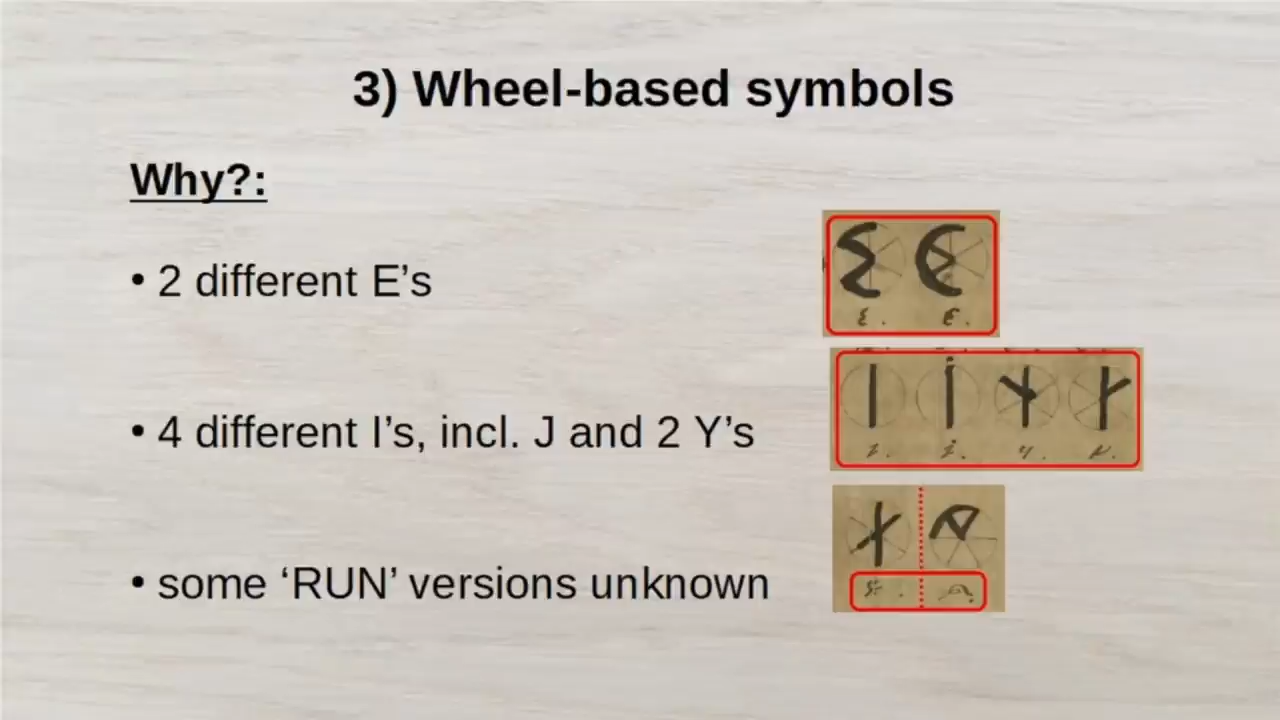 3) Wheel-based symbols
Why?:
• 2 different E’s
• 4 different I’s, incl. J and 2 Y’s
• some ‘RUN’ versions unknown